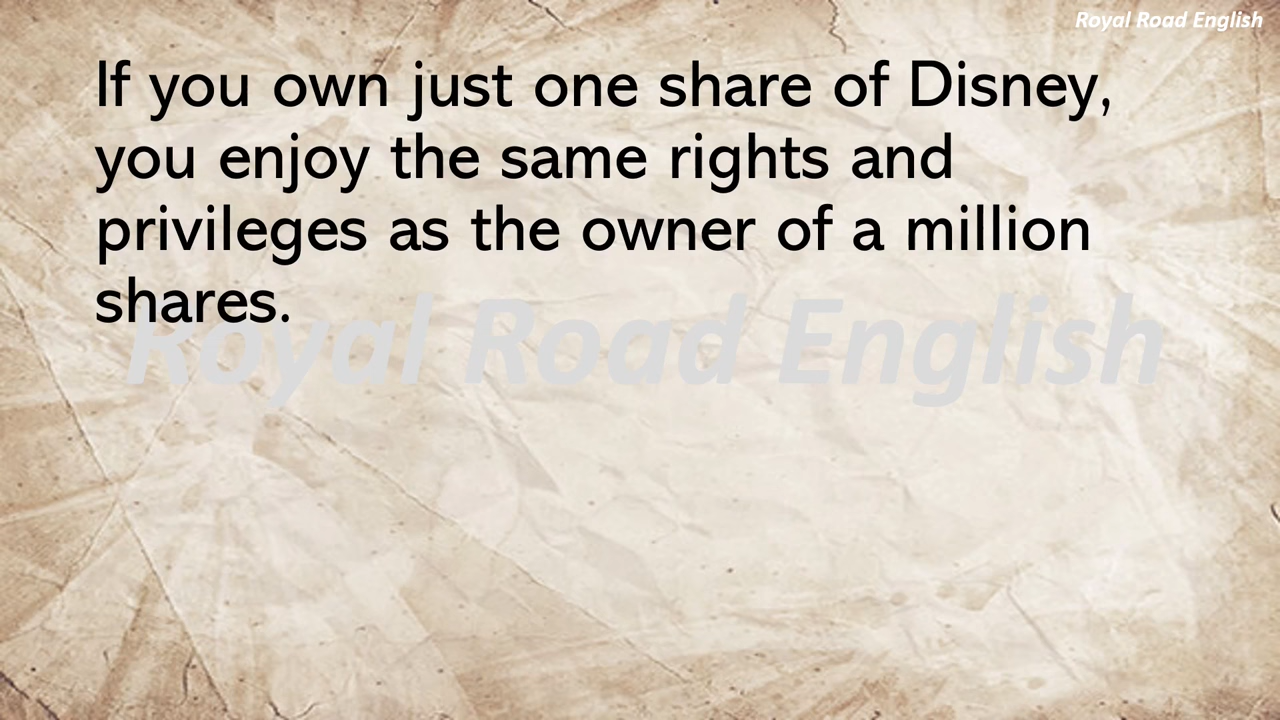 Royal Road English
If you own just one share of Disney,
you enjoy the same rights and
privileges as the owner of a million
shares.
Royal Road English